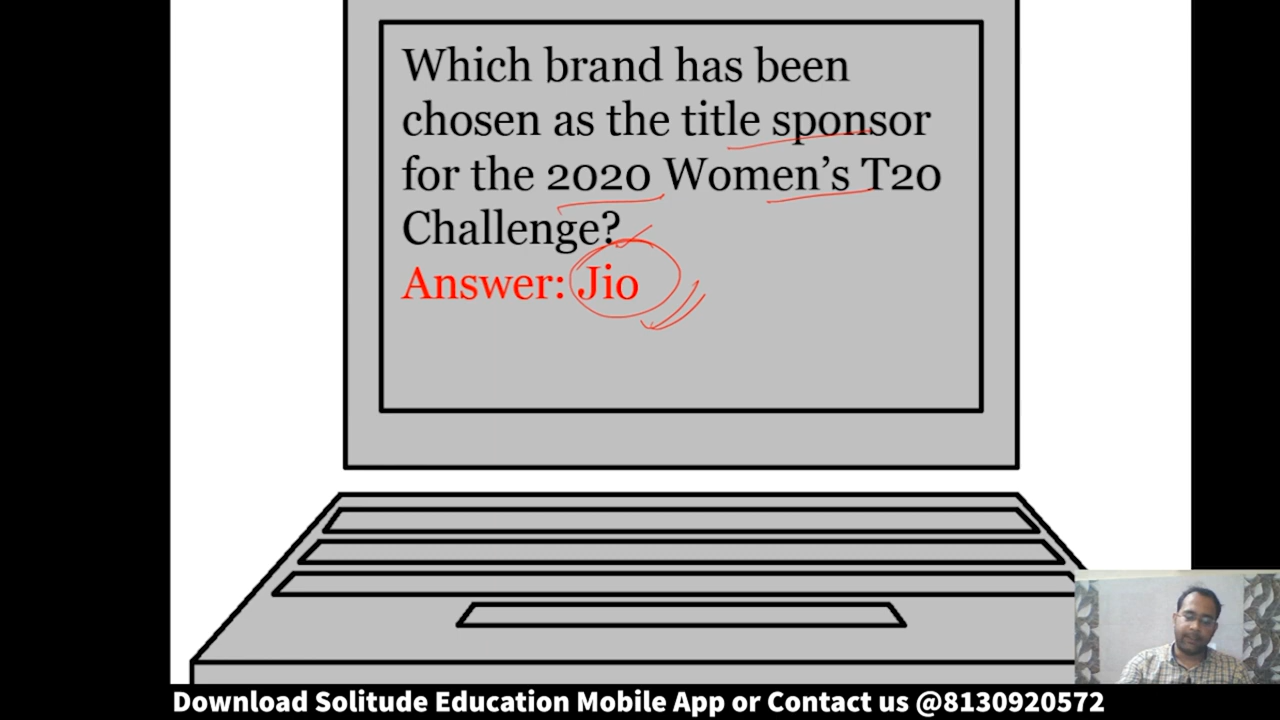 Which brand has been
chosen as the title sponsor
for the 2020 Women’s T20
Challenge?
Answer: Jio
Download Solitude Education Mobile App or Contact us @8130920572